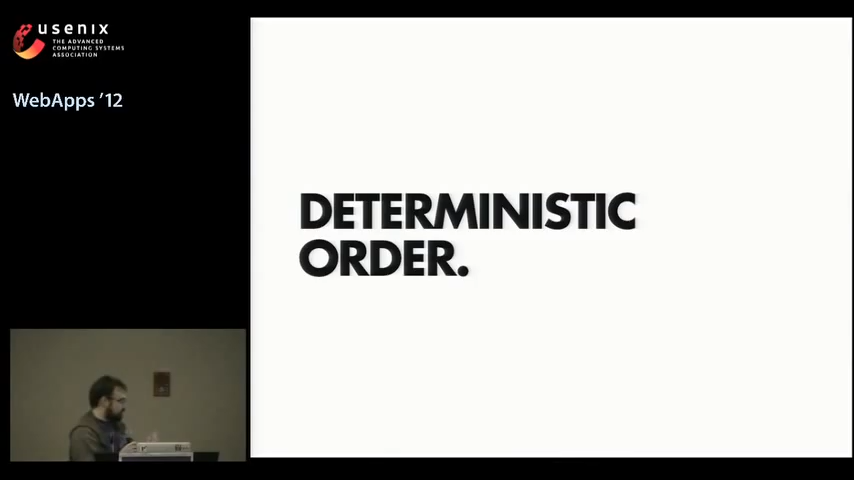 usenix
THE ADVANCED
COMPUTING SYSTEMS
ASSOCIATION
WebApps ’12
DETERMINISTIC
ORDER.